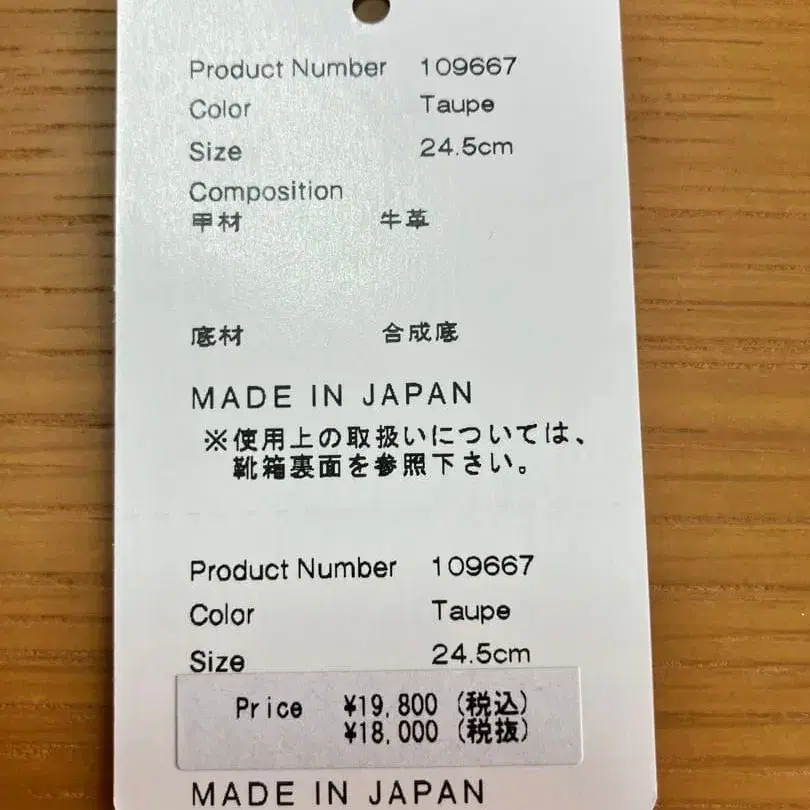 Product Number 109667
Color Taupe
Size 24.5cm
Composition
甲材 牛革
底材 合成底
MADE IN JAPAN
※使用上の取扱いについては、
靴箱裏面を参照下さい。
Product Number 109667
Color Taupe
Size 24.5cm
Price ¥19,800 (税込)
¥18,000 (税抜)
MADE IN JAPAN